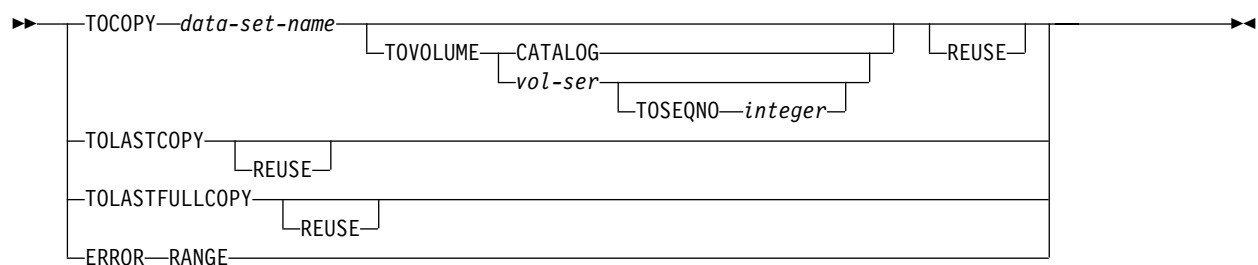 TOCOPY data-set-name
TOVOLUME CATALOG REUSE
vol-ser
TOSEQNO integer
TOLASTCOPY
REUSE
TOLASTFULLCOPY
REUSE
ERROR RANGE